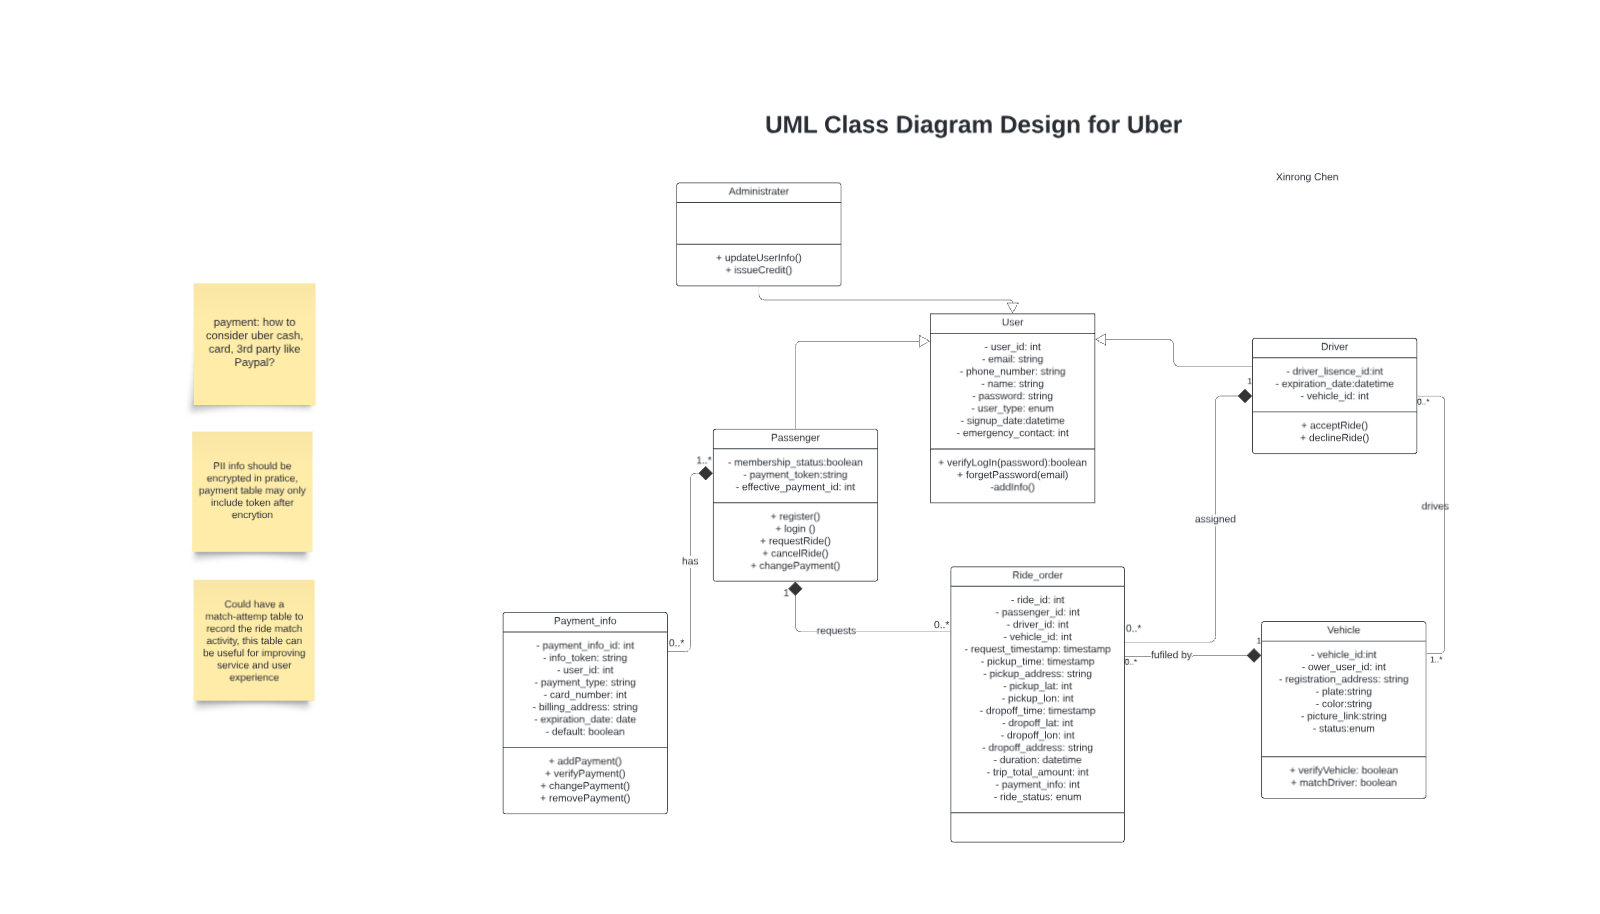 UML Class Diagram Design for Uber
Xinrong Chen
payment: how to
consider uber cash,
card, 3rd party like
Paypal?
PII info should be
encrypted in pratice,
payment table may only
include token after
encrytion
Could have a
match-attemp table to
record the ride match
activity, this table can
be useful for improving
service and user
experience
Administrater
+ updateUserInfo()
+ issueCredit()
User
- user_id: int
- email: string
- phone_number: string
- name: string
- password: string
- user_type: enum
- signup_date:datetime
- emergency_contact: int
+ verifyLogIn(password):boolean
+ forgetPassword(email)
-addInfo()
Driver
- driver_lisence_id:int
- expiration_date:datetime
- vehicle_id: int
+ acceptRide()
+ declineRide()
1
0..*
Passenger
- membership_status:boolean
- payment_token:string
- effective_payment_id: int
+ register()
+ login ()
+ requestRide()
+ cancelRide()
+ changePayment()
1..*
has
0..*
1
requests
0..*
assigned
drives
Payment_info
- payment_info_id: int
- info_token: string
- user_id: int
- payment_type: string
- card_number: int
- billing_address: string
- expiration_date: date
- default: boolean
+ addPayment()
+ verifyPayment()
+ changePayment()
+ removePayment()
Ride_order
- ride_id: int
- passenger_id: int
- driver_id: int
- vehicle_id: int
- request_timestamp: timestamp
- pickup_time: timestamp
- pickup_address: string
- pickup_lat: int
- pickup_lon: int
- dropoff_time: timestamp
- dropoff_lat: int
- dropoff_lon: int
- dropoff_address: string
- duration: datetime
- trip_total_amount: int
- payment_info: int
- ride_status: enum
0..*
0..*
fufiled by
1
1..*
Vehicle
- vehicle_id:int
- ower_user_id: int
- registration_address: string
- plate:string
- color:string
- picture_link:string
- status:enum
+ verifyVehicle: boolean
+ matchDriver: boolean